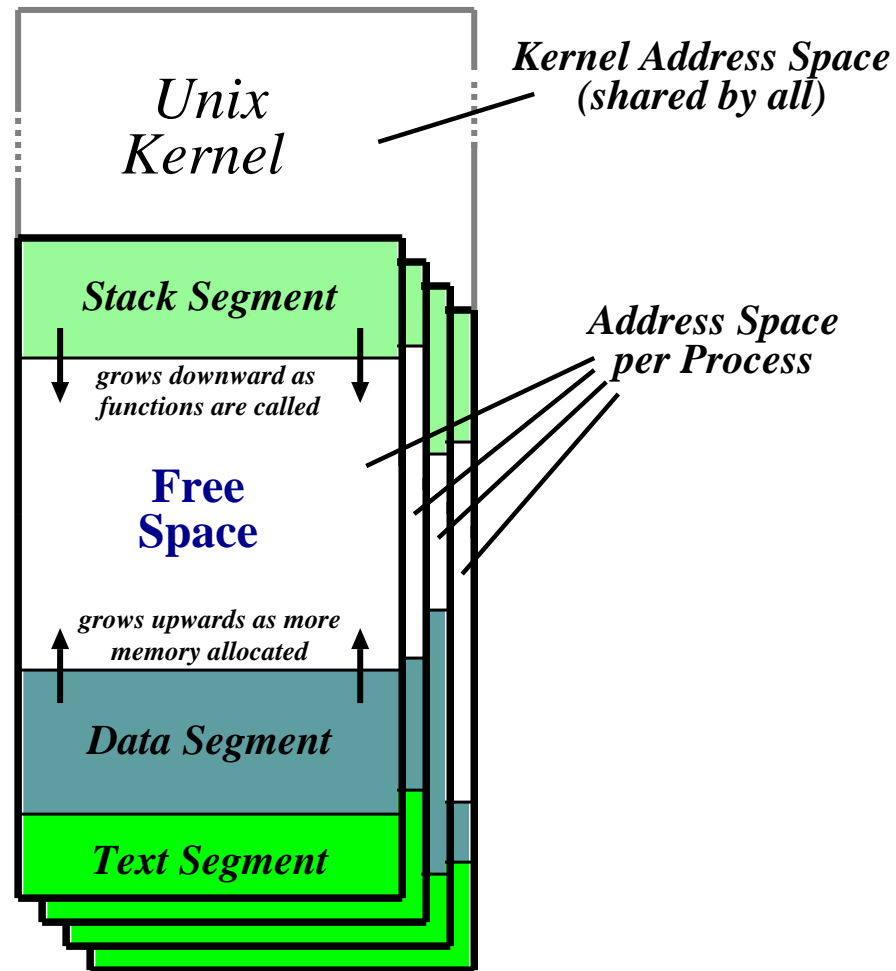 Kernel Address Space
(shared by all)
Unix
Kernel
Stack Segment
grows downward as
functions are called
Address Space
per Process
Free
Space
grows upwards as more
memory allocated
Data Segment
Text Segment